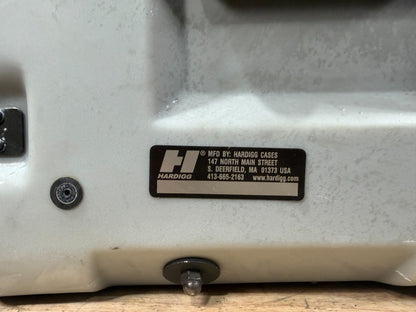 H®
HARDIGG
MFD BY: HARDIGG CASES
147 NORTH MAIN STREET
S. DEERFIELD, MA 01373 USA
413-665-2163 www.hardigg.com